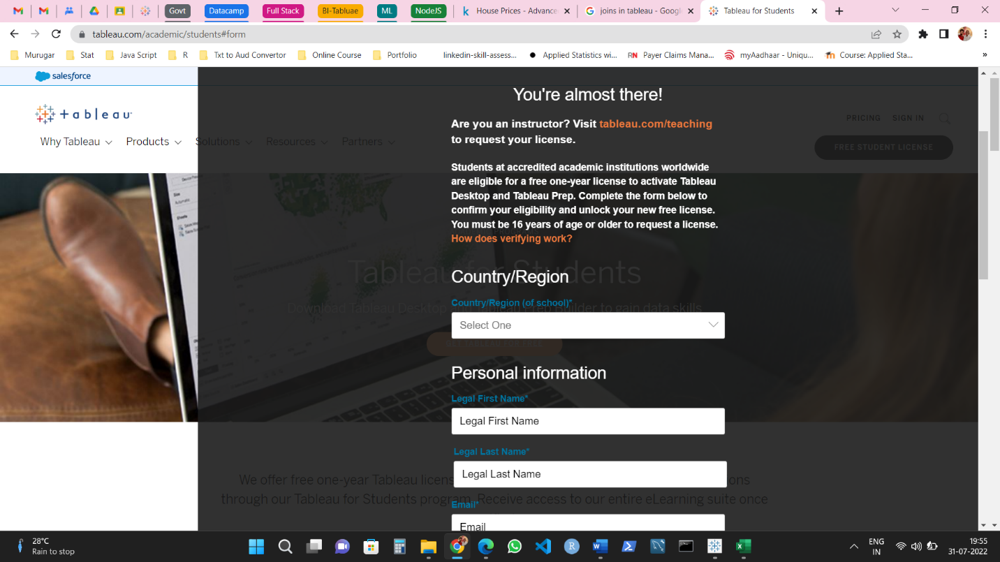 Govt
Datacamp
Full Stack
BI-Tabluae
ML
NodeJS
House Prices - Advance
joins in tableau - Googl
Tableau for Students
tableau.com/academic/students#form
Murugar
Stat
Java Script
R
Txt to Aud Convertor
Online Course
Portfolio
linkedin-skill-assess...
Applied Statistics wi...
RN Payer Claims Mana...
myAadhaar - Uniqu...
Course: Applied Sta...
salesforce
+ableau
PRICING
SIGN IN
Why Tableau
Products
Solutions
Resources
Partners
FREE STUDENT LICENSE
You're almost there!
Are you an instructor? Visit tableau.com/teaching
to request your license.
Students at accredited academic institutions worldwide
are eligible for a free one-year license to activate Tableau
Desktop and Tableau Prep. Complete the form below to
confirm your eligibility and unlock your new free license.
You must be 16 years of age or older to request a license.
How does verifying work?
Tableau for Students
Country/Region
Country/Region (of school)*
Download Tableau Desktop and Tableau Prep Builder to gain data skills
Select One
GET TABLEAU FOR FREE
Personal information
Legal First Name*
Legal First Name
Legal Last Name*
Legal Last Name
We offer free one-year Tableau licens
ons
through our Tableau for Students program. Receive access to our entire eLearning suite once
Email*
Email
28°C
Rain to stop
ENG
IN
19:55
31-07-2022